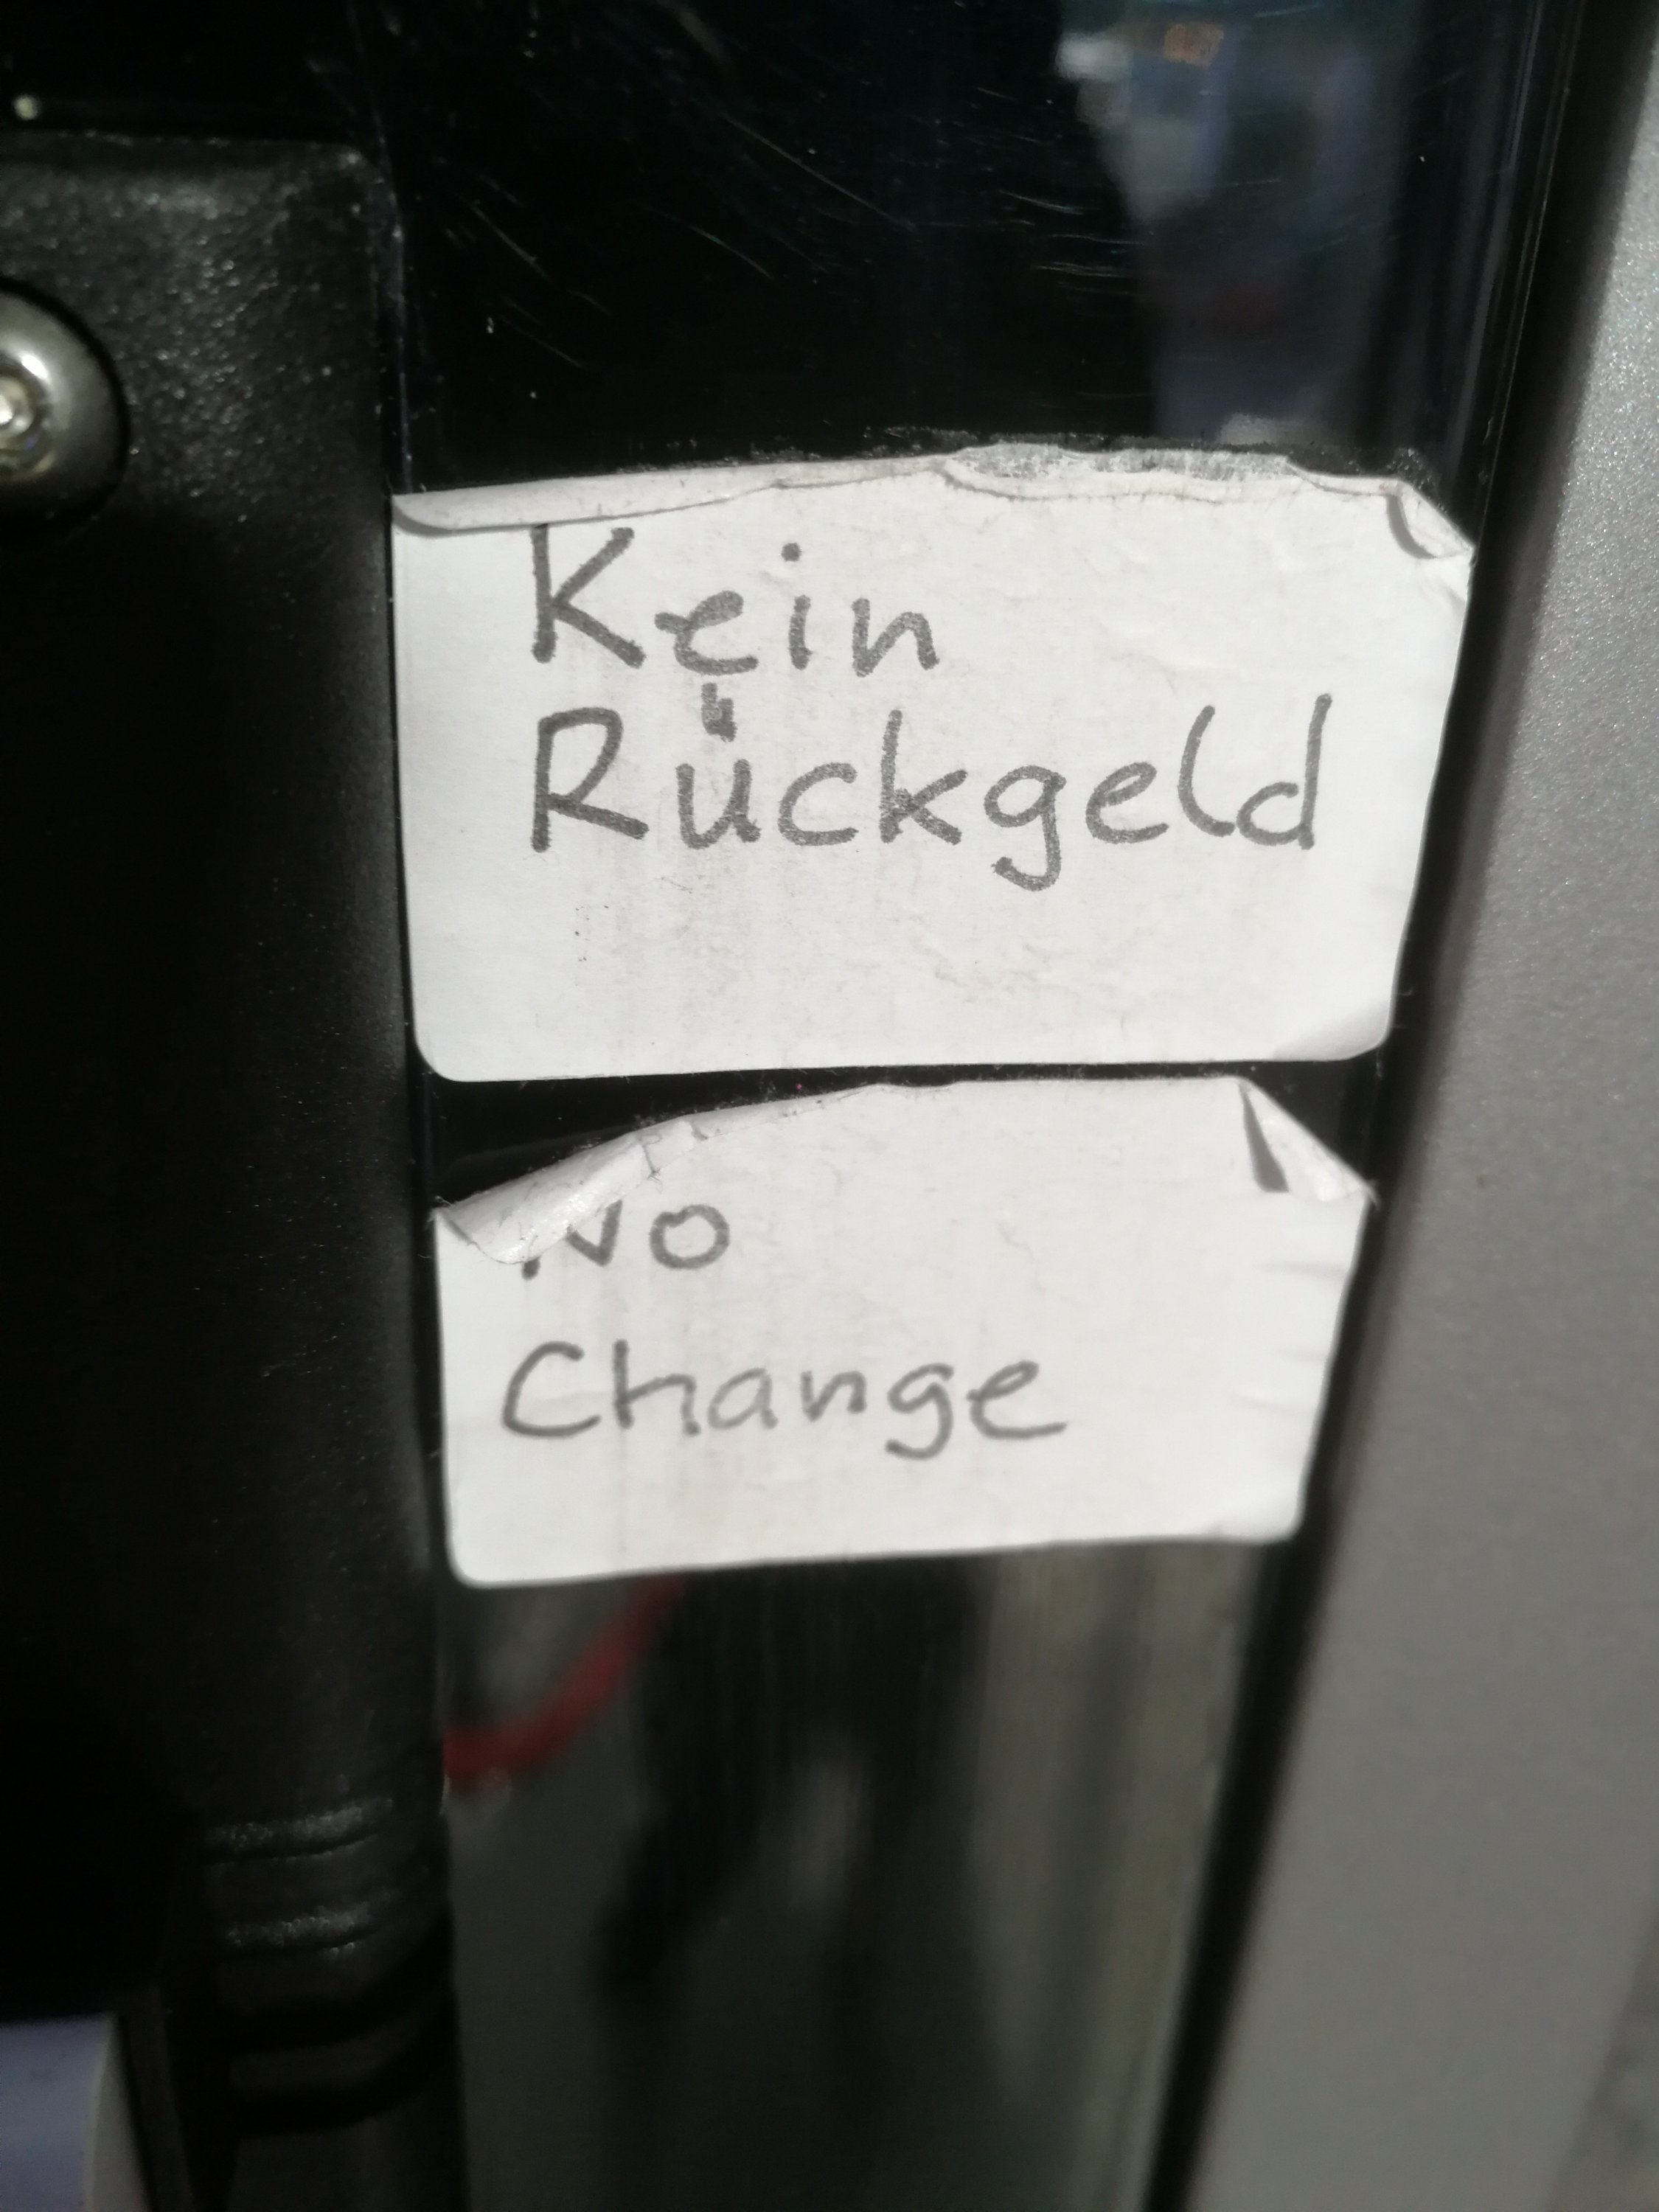 Kein
Rückgeld
No
Change